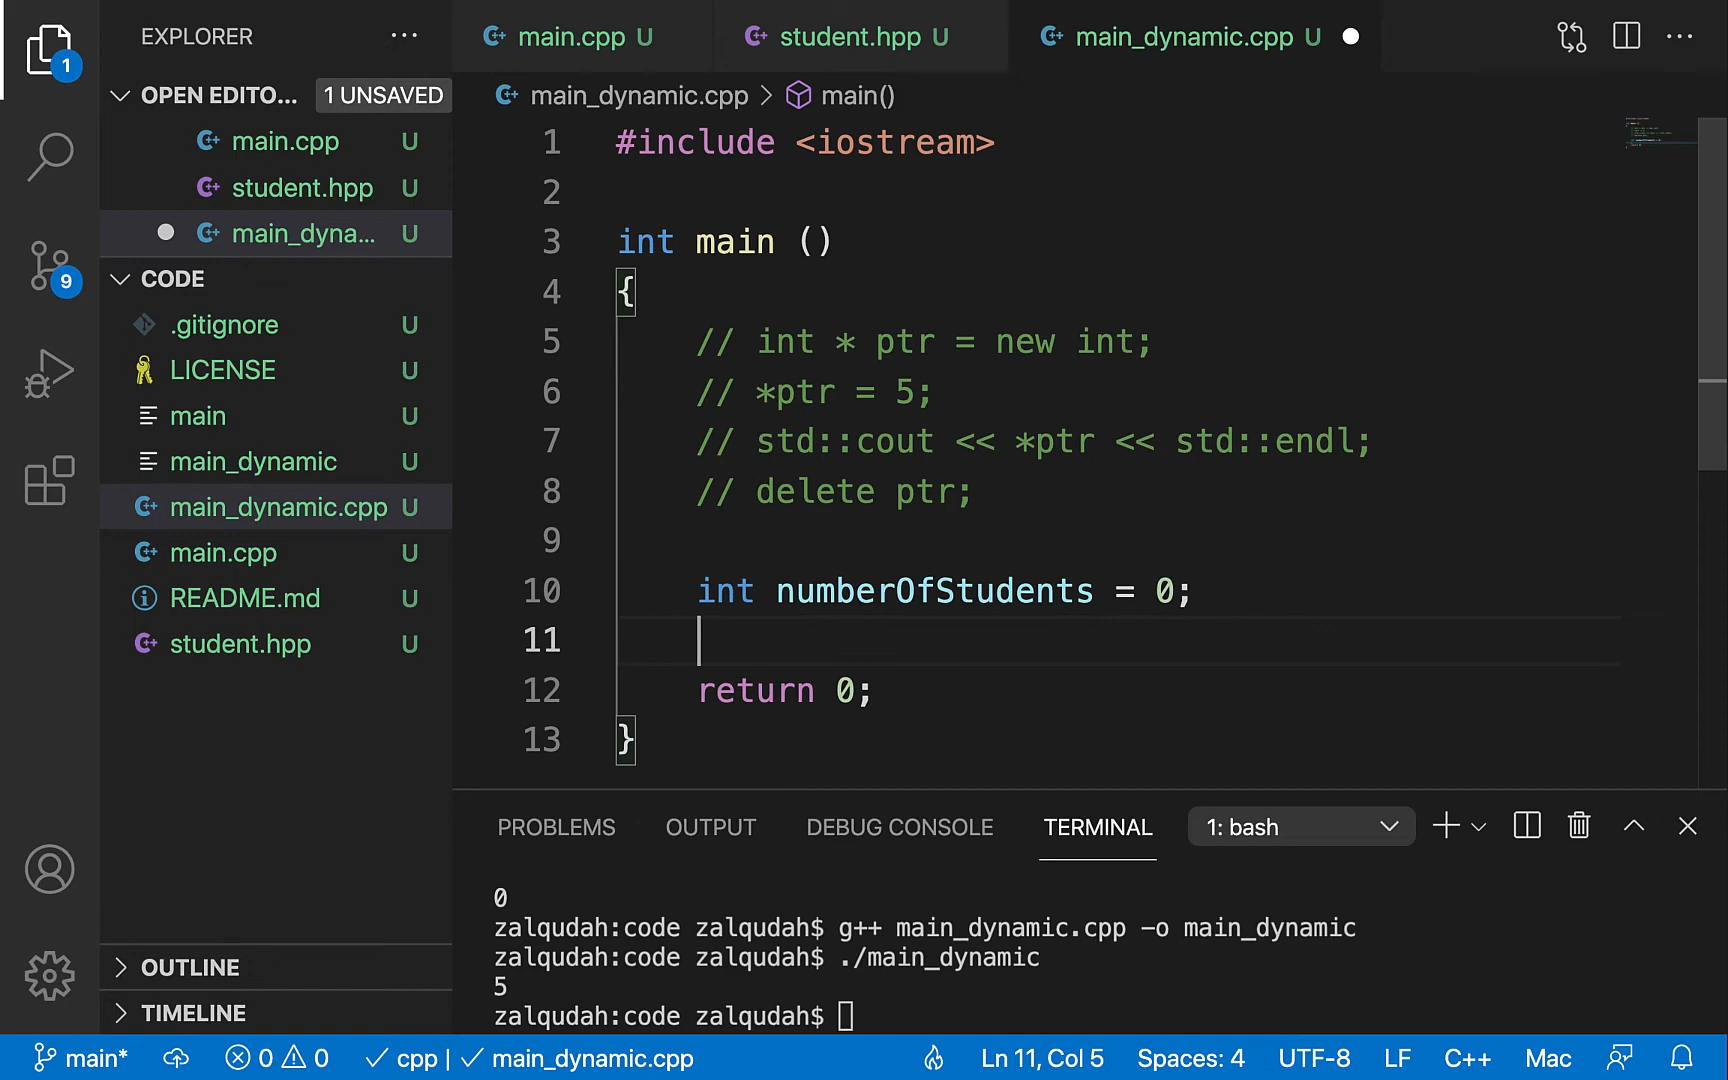 EXPLORER
main.cpp U
student.hpp U
main_dynamic.cpp U
1
OPEN EDITO... 1 UNSAVED
main.cpp U
student.hpp U
main_dyna... U
CODE
.gitignore U
LICENSE U
main U
main_dynamic U
main_dynamic.cpp U
main.cpp U
README.md U
student.hpp U
OUTLINE
TIMELINE
9
main_dynamic.cpp > main()
1 #include <iostream>
2
3 int main ()
4 {
5 // int * ptr = new int;
6 // *ptr = 5;
7 // std::cout << *ptr << std::endl;
8 // delete ptr;
9
10 int numberOfStudents = 0;
11
12 return 0;
13 }
PROBLEMS OUTPUT DEBUG CONSOLE TERMINAL 1: bash
0
zalqudah:code zalqudah$ g++ main_dynamic.cpp -o main_dynamic
zalqudah:code zalqudah$ ./main_dynamic
5
zalqudah:code zalqudah$
main* 0 0 cpp | main_dynamic.cpp Ln 11, Col 5 Spaces: 4 UTF-8 LF C++ Mac